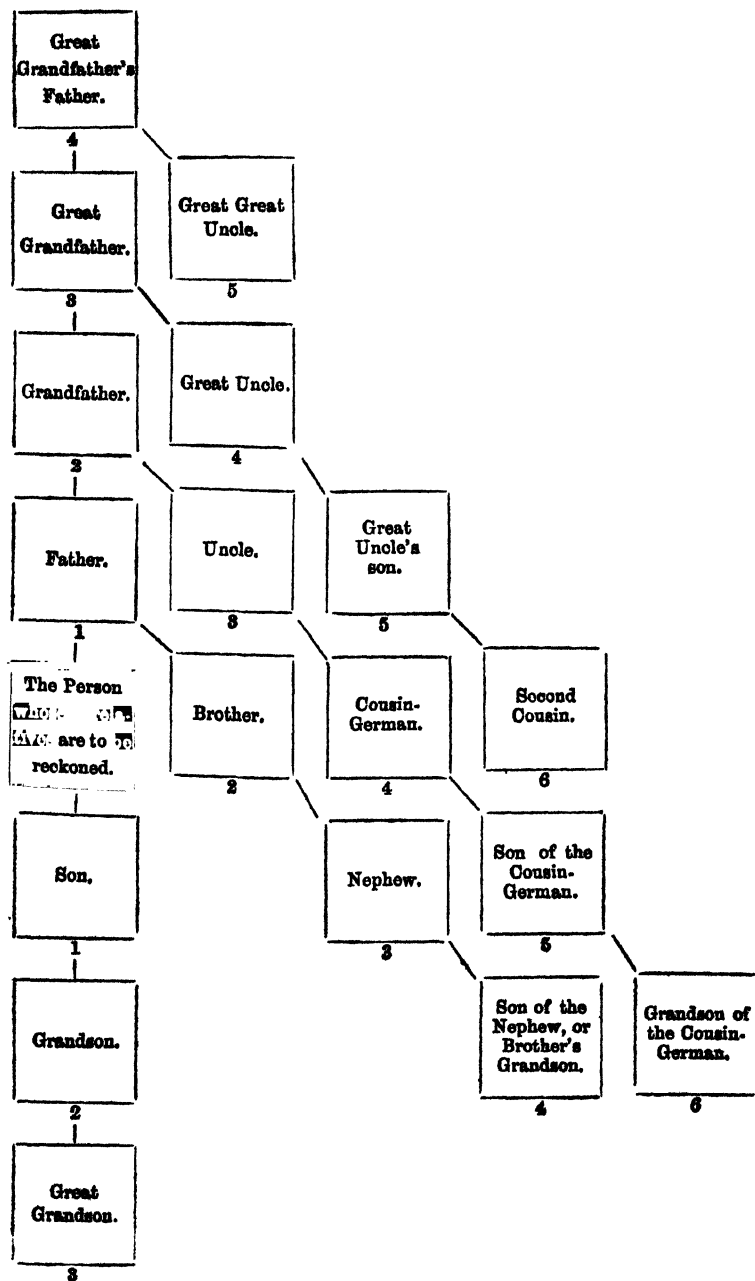 Great
Grandfather's
Father.
4
Great Great
Uncle.
5
Great
Grandfather.
3
Great Uncle.
4
Grandfather.
2
Great
Uncle's
son.
5
Uncle.
3
Father.
1
Second
Cousin.
6
Cousin-
German.
4
Brother.
2
The Person
are to
reckoned.
Son of the
Cousin-
German.
5
Nephew.
3
Son.
1
Grandson of
the Cousin-
German.
6
Son of the
Nephew, or
Brother's
Grandson.
4
Grandson.
2
Great
Grandson.
3